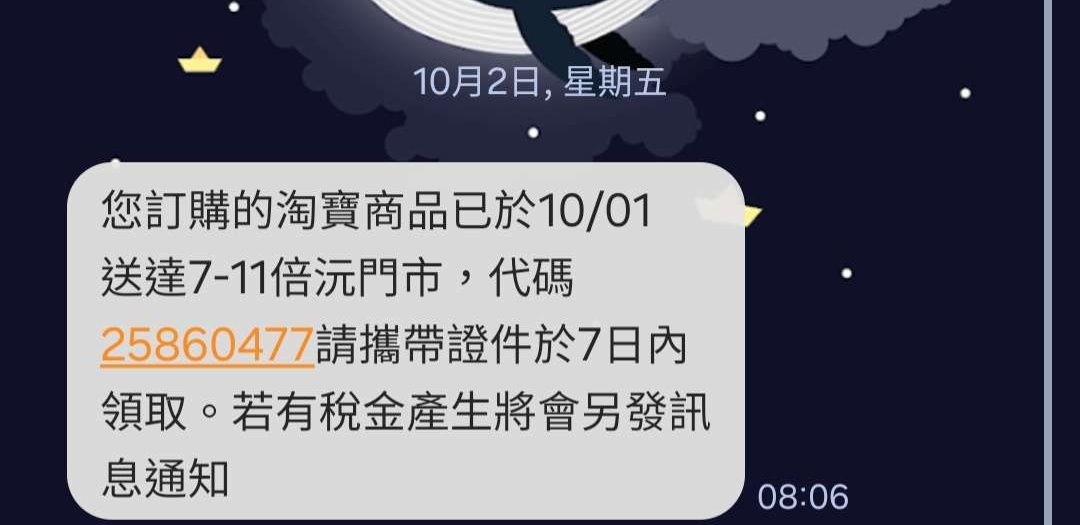 10月2日, 星期五
您訂購的淘寶商品已於10/01
送達7-11倍沅門市，代碼
25860477請攜帶證件於7日內
領取。若有稅金產生將會另發訊
息通知
08:06